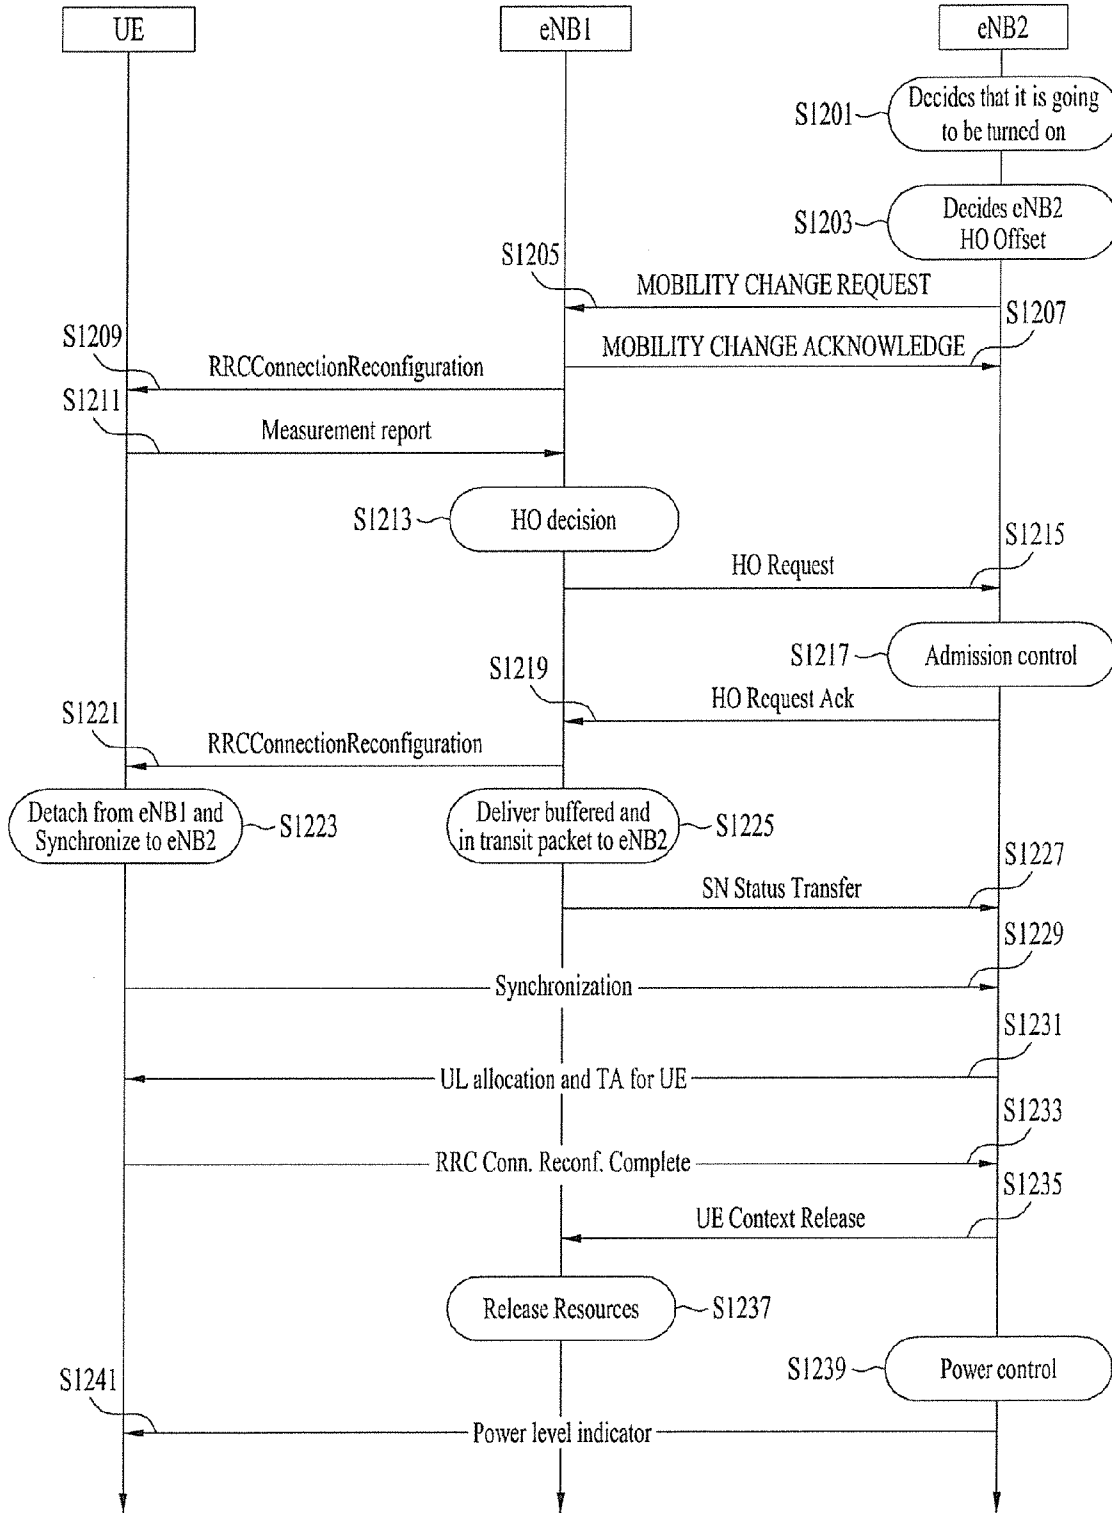 UE
eNB1
eNB2
S1201
Decides that it is going
to be turned on
S1203
Decides eNB2
HO Offset
S1205
MOBILITY CHANGE REQUEST
S1207
MOBILITY CHANGE ACKNOWLEDGE
S1209
RRCConnectionReconfiguration
S1211
Measurement report
S1213
HO decision
S1215
HO Request
S1217
Admission control
S1219
HO Request Ack
S1221
RRCConnectionReconfiguration
Detach from eNB1 and
Synchronize to eNB2
S1223
Deliver buffered and
in transit packet to eNB2
S1225
S1227
SN Status Transfer
S1229
Synchronization
S1231
UL allocation and TA for UE
S1233
RRC Conn. Reconf. Complete
S1235
UE Context Release
Release Resources
S1237
S1239
Power control
S1241
Power level indicator